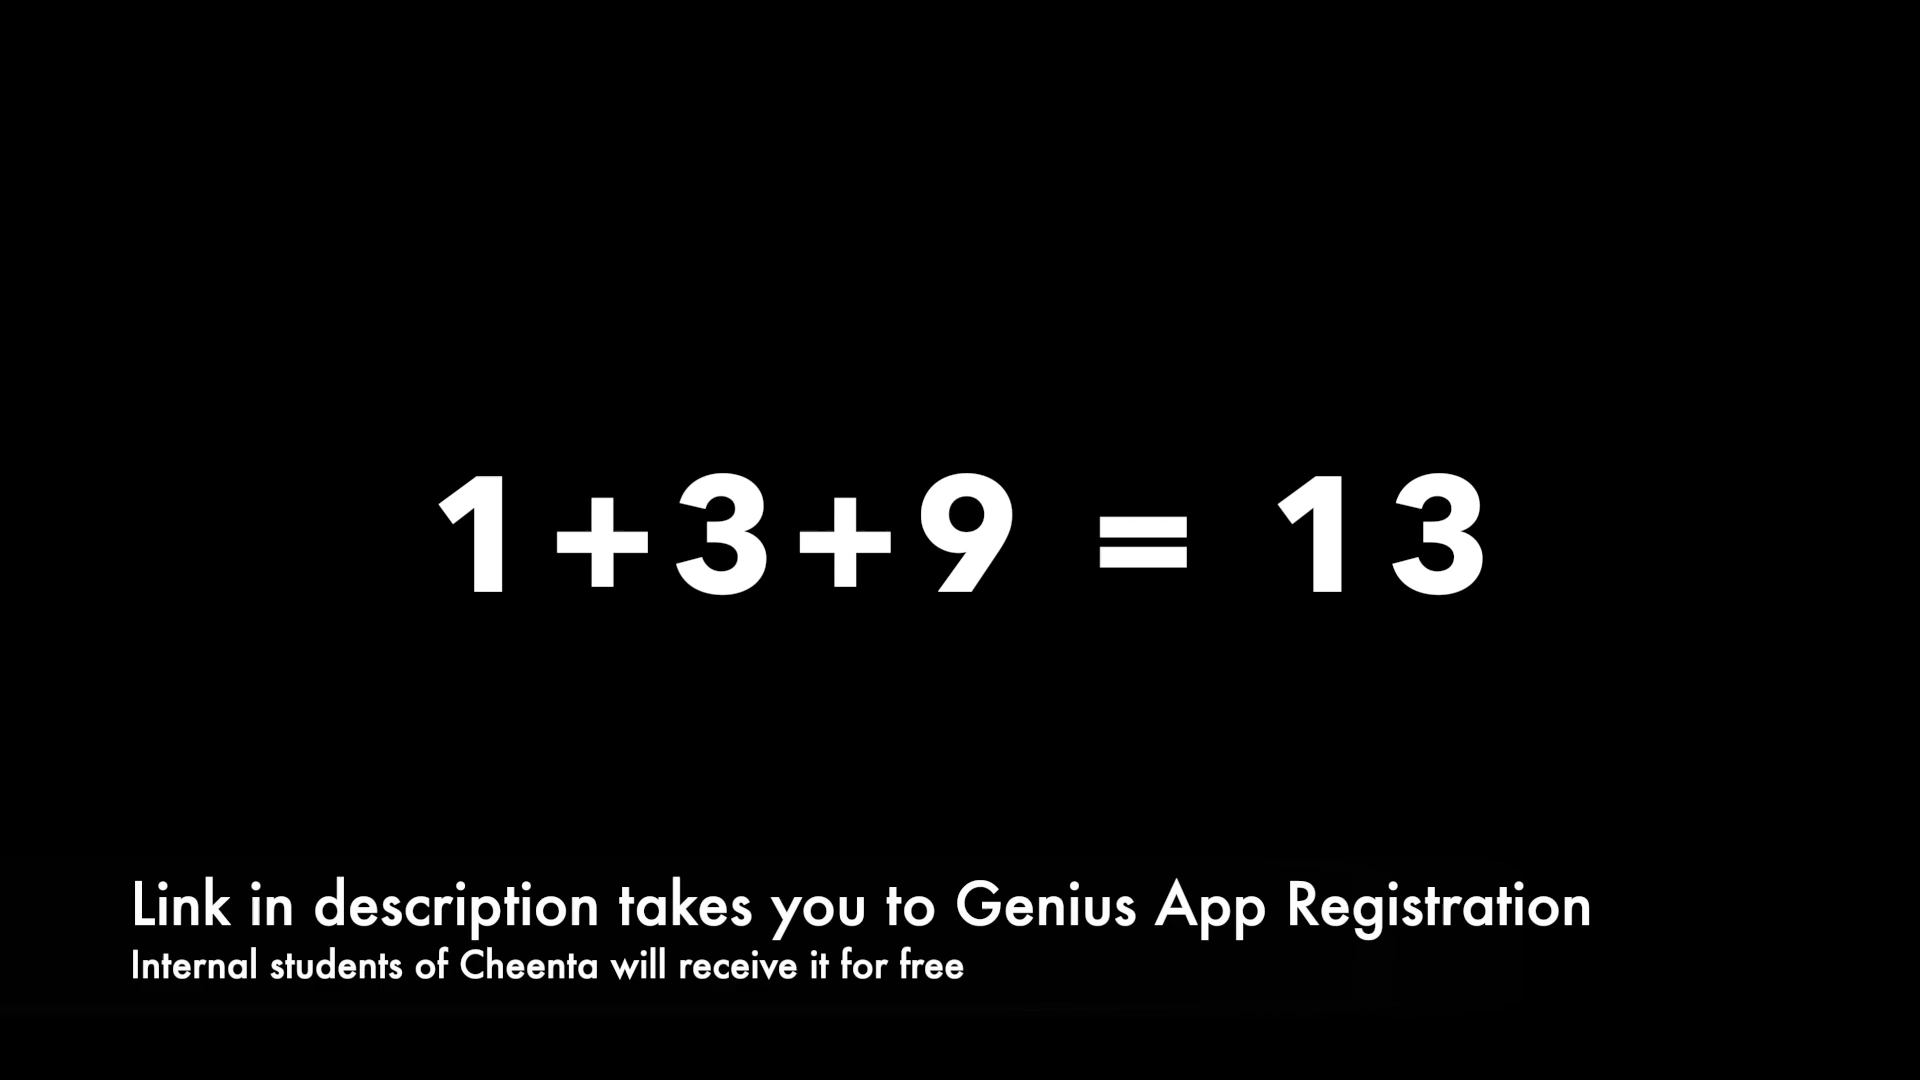 1+3+9 = 13
Link in description takes you to Genius App Registration
Internal students of Cheenta will receive it for free